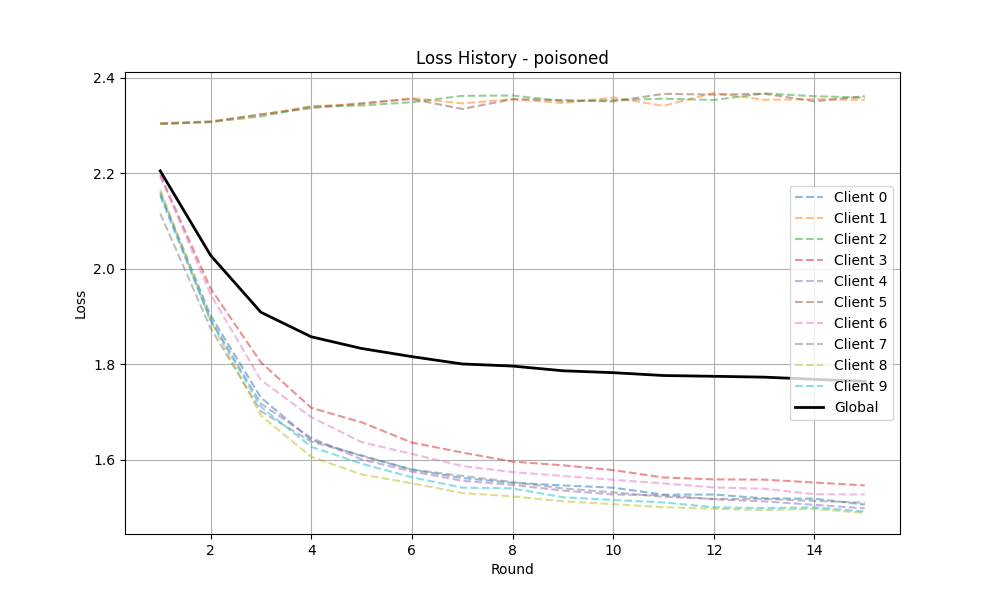 Loss History - poisoned
2.4
2.2
2.0
1.8
1.6
Loss
2
4
6
8
10
12
14
Round
Client 0
Client 1
Client 2
Client 3
Client 4
Client 5
Client 6
Client 7
Client 8
Client 9
Global